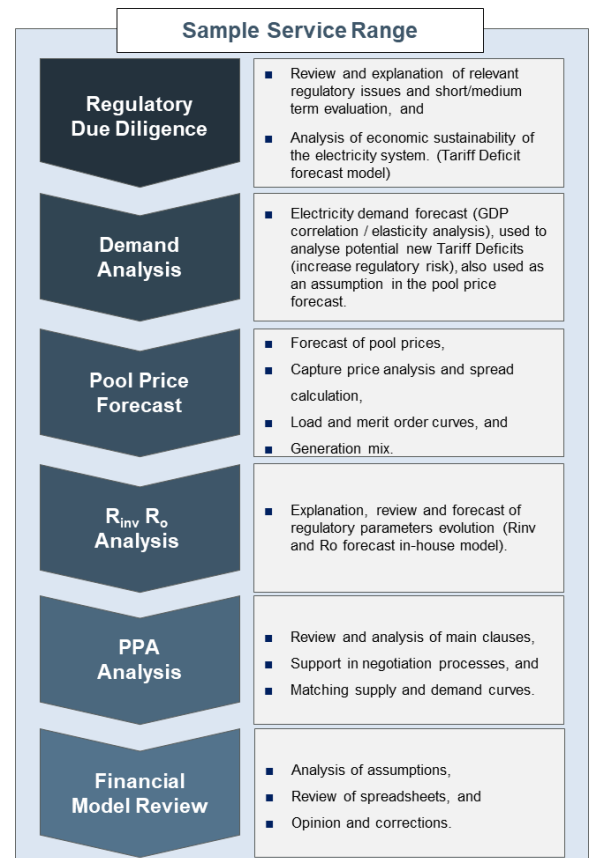 Sample Service Range
Regulatory
Due Diligence
■ Review and explanation of relevant
regulatory issues and short/medium
term evaluation, and
■ Analysis of economic sustainability of
the electricity system. (Tariff Deficit
forecast model)
Demand
Analysis
■ Electricity demand forecast (GDP
correlation / elasticity analysis), used to
analyse potential new Tariff Deficits
(increase regulatory risk), also used as
an assumption in the pool price
forecast.
Pool Price
Forecast
■ Forecast of pool prices,
■ Capture price analysis and spread
calculation,
■ Load and merit order curves, and
■ Generation mix.
Rinv Ro
Analysis
■ Explanation, review and forecast of
regulatory parameters evolution (Rinv
and Ro forecast in-house model).
PPA
Analysis
■ Review and analysis of main clauses,
■ Support in negotiation processes, and
■ Matching supply and demand curves.
Financial
Model Review
■ Analysis of assumptions,
■ Review of spreadsheets, and
■ Opinion and corrections.